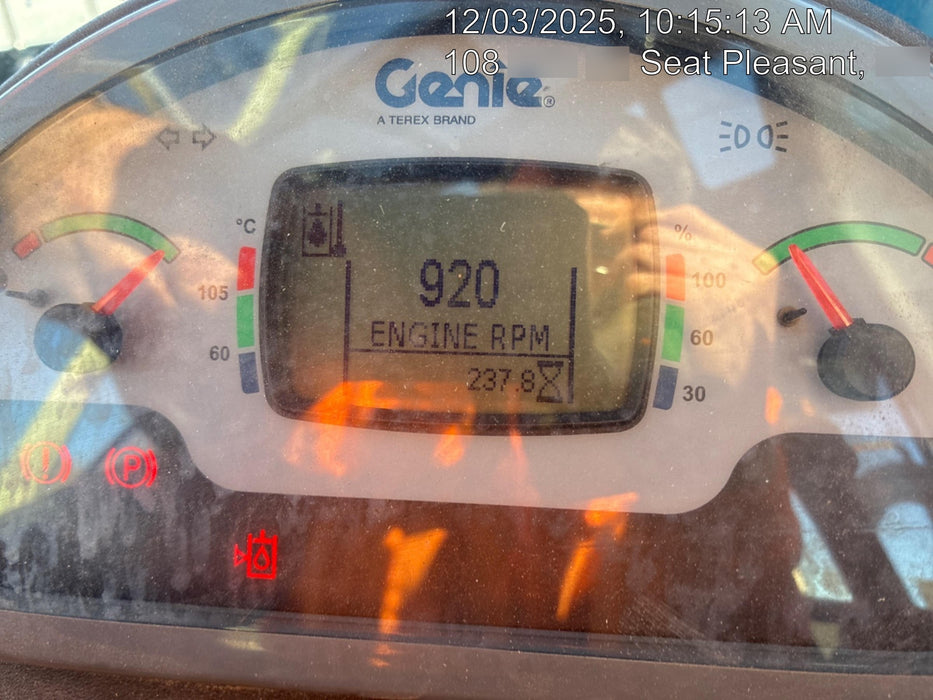 12/03/2025, 10:15:13 AM
108 Seat Pleasant,
Genie®
A TEREX BRAND
°C
105
60
920
ENGINE RPM
237.8
%
100
60
30
P